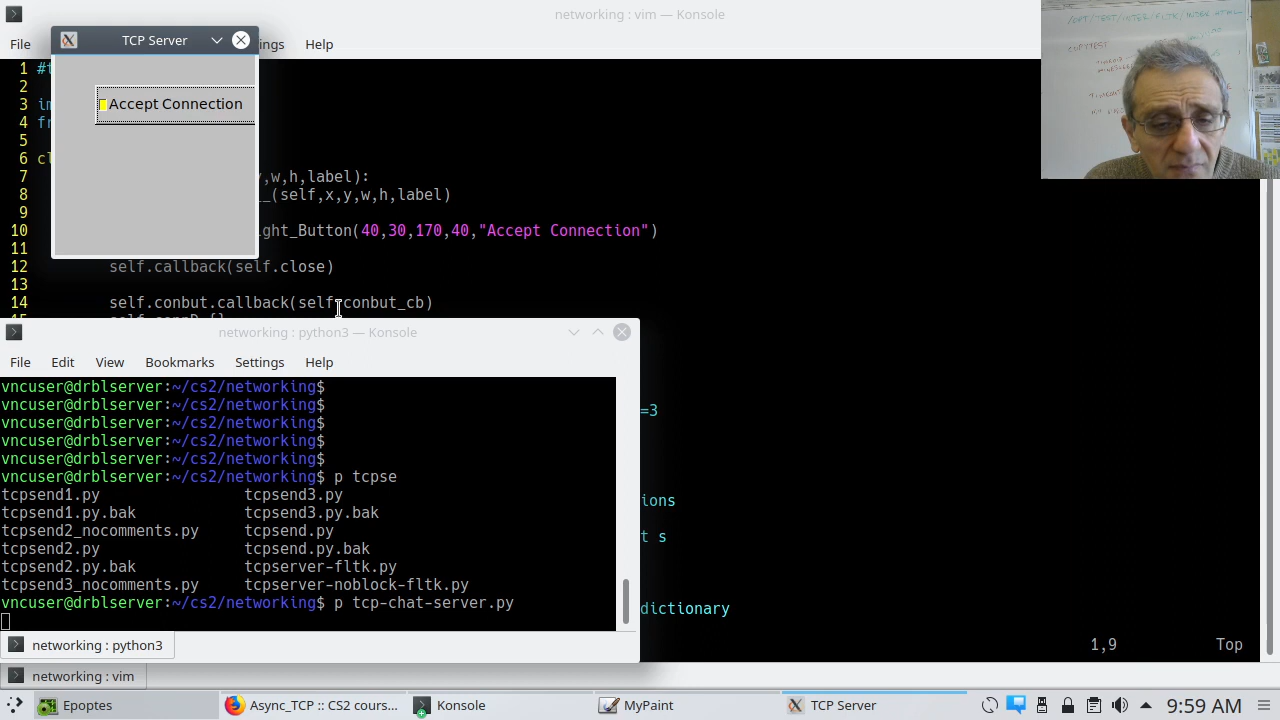 networking : vim — Konsole
TCP Server
File
ings
Help
Accept Connection
1 #
2
3 im
4 fr
5
6 cl
7 y,w,h,label):
8 _(self,x,y,w,h,label)
9
10 ight_Button(40,30,170,40,"Accept Connection")
11
12 self.callback(self.close)
13
14 self.conbut.callback(self.conbut_cb)
networking : python3 — Konsole
File Edit View Bookmarks Settings Help
vncuser@drblserver:~/cs2/networking$
vncuser@drblserver:~/cs2/networking$
vncuser@drblserver:~/cs2/networking$
vncuser@drblserver:~/cs2/networking$
vncuser@drblserver:~/cs2/networking$
vncuser@drblserver:~/cs2/networking$ p tcpse
tcpsend1.py tcpsend3.py
tcpsend1.py.bak tcpsend3.py.bak
tcpsend2_nocomments.py tcpsend.py
tcpsend2.py tcpsend.py.bak
tcpsend2.py.bak tcpserver-fltk.py
tcpsend3_nocomments.py tcpserver-noblock-fltk.py
vncuser@drblserver:~/cs2/networking$ p tcp-chat-server.py
=3
ions
t s
dictionary
1,9 Top
networking : python3
networking : vim
Epoptes
Async_TCP :: CS2 cours...
Konsole
MyPaint
TCP Server
9:59 AM